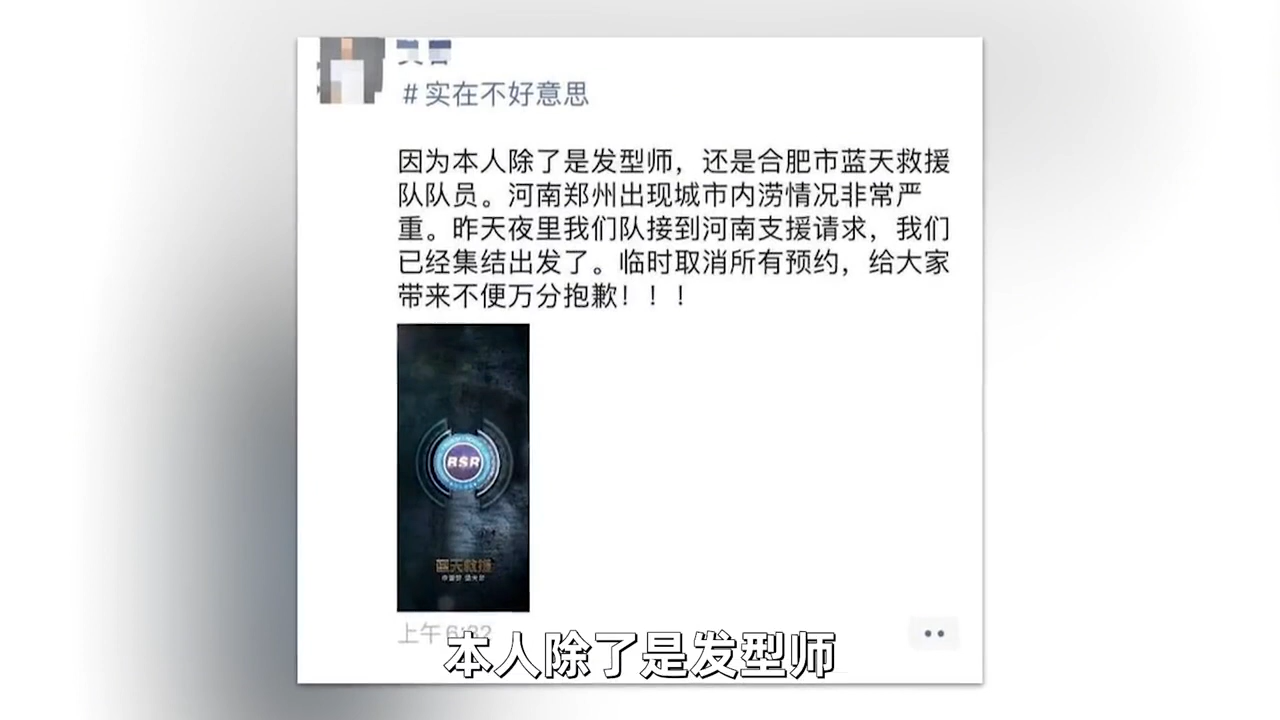 #实在不好意思
因为本人除了是发型师，还是合肥市蓝天救援
队队员。河南郑州出现城市内涝情况非常严
重。昨天夜里我们队接到河南支援请求，我们
已经集结出发了。临时取消所有预约，给大家
带来不便万分抱歉！！！
BSR
蓝天救援
上午
本人除了是发型师